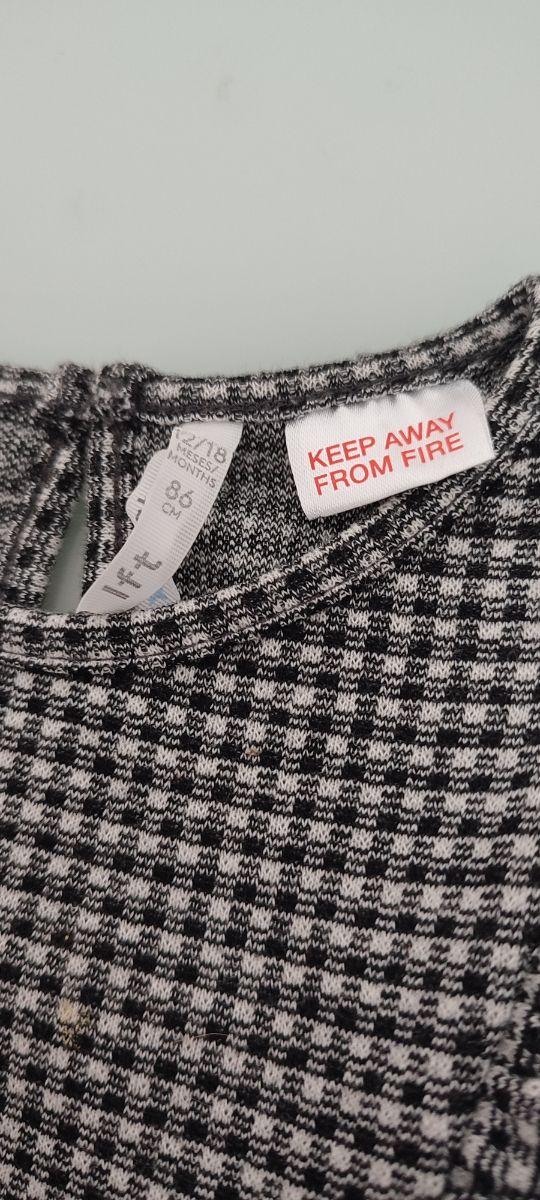 12/18
MESES/
MONTHS
86
CM
KEEP AWAY
FROM FIRE